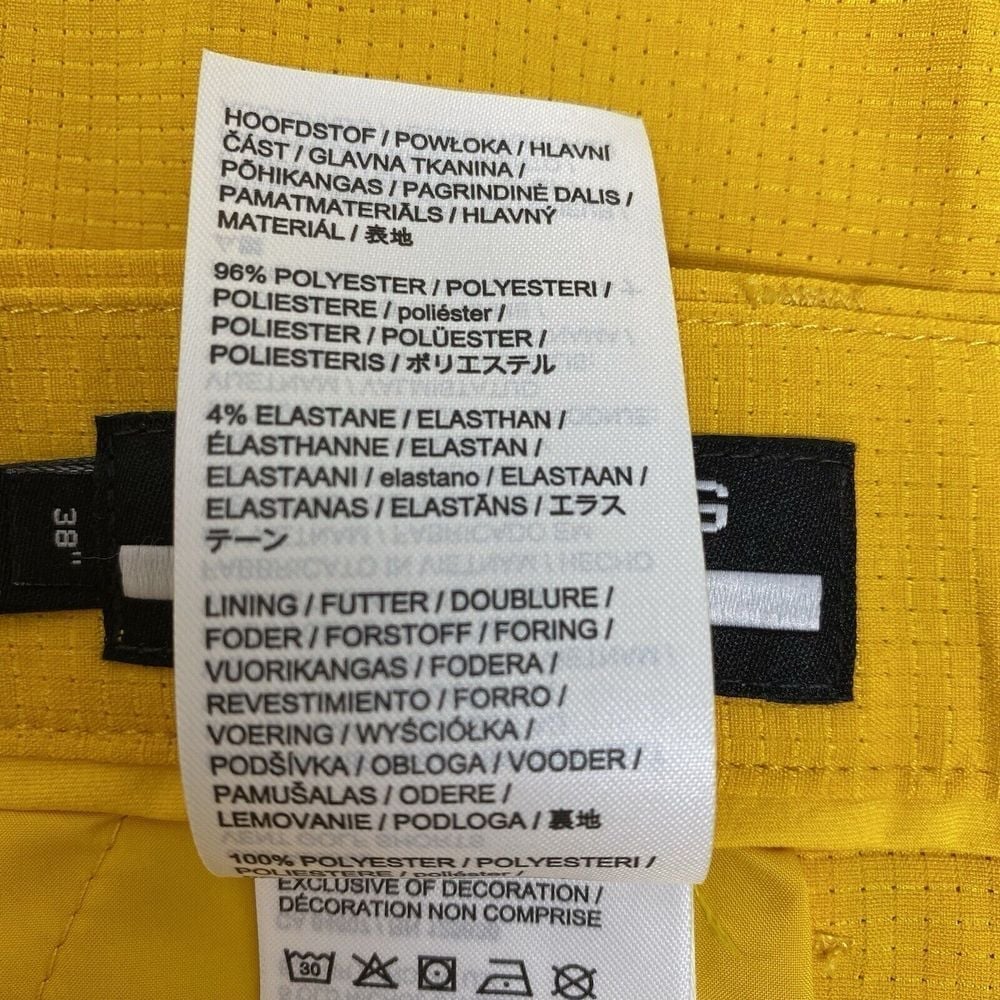 HOOFDSTOF / POWŁOKA / HLAVNÍ
ČÁST / GLAVNA TKANINA /
PÕHIKANGAS / PAGRINDINĖ DALIS /
PAMATMATERIĀLS / HLAVNÝ
MATERIÁL / 表地
96% POLYESTER / POLYESTERI /
POLIESTERE / poliéster /
POLIESTER / POLÜESTER /
POLIESTERIS / ポリエステル
4% ELASTANE / ELASTHAN /
ÉLASTHANNE / ELASTAN /
ELASTAANI / elastano / ELASTAAN /
ELASTANAS / ELASTĀNS / エラス
テーン
LINING / FUTTER / DOUBLURE /
FODER / FORSTOFF / FORING /
VUORIKANGAS / FODERA /
REVESTIMIENTO / FORRO /
VOERING / WYŚCIÓŁKA /
PODŠÍVKA / OBLOGA / VOODER /
PAMUŠALAS / ODERE /
LEMOVANIE / PODLOGA / 裏地
100% POLYESTER / POLYESTERI /
POLIESTERE / poliéster /
EXCLUSIVE OF DECORATION /
DÉCORATION NON COMPRISE
30
38"